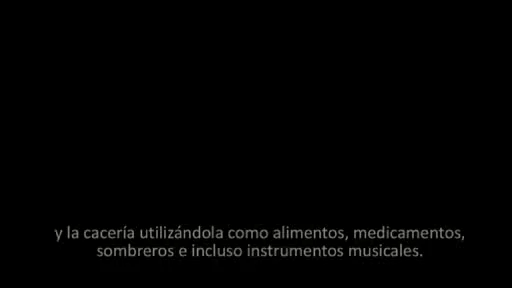 y la cacería utilizándola como alimentos, medicamentos,
sombreros e incluso instrumentos musicales.